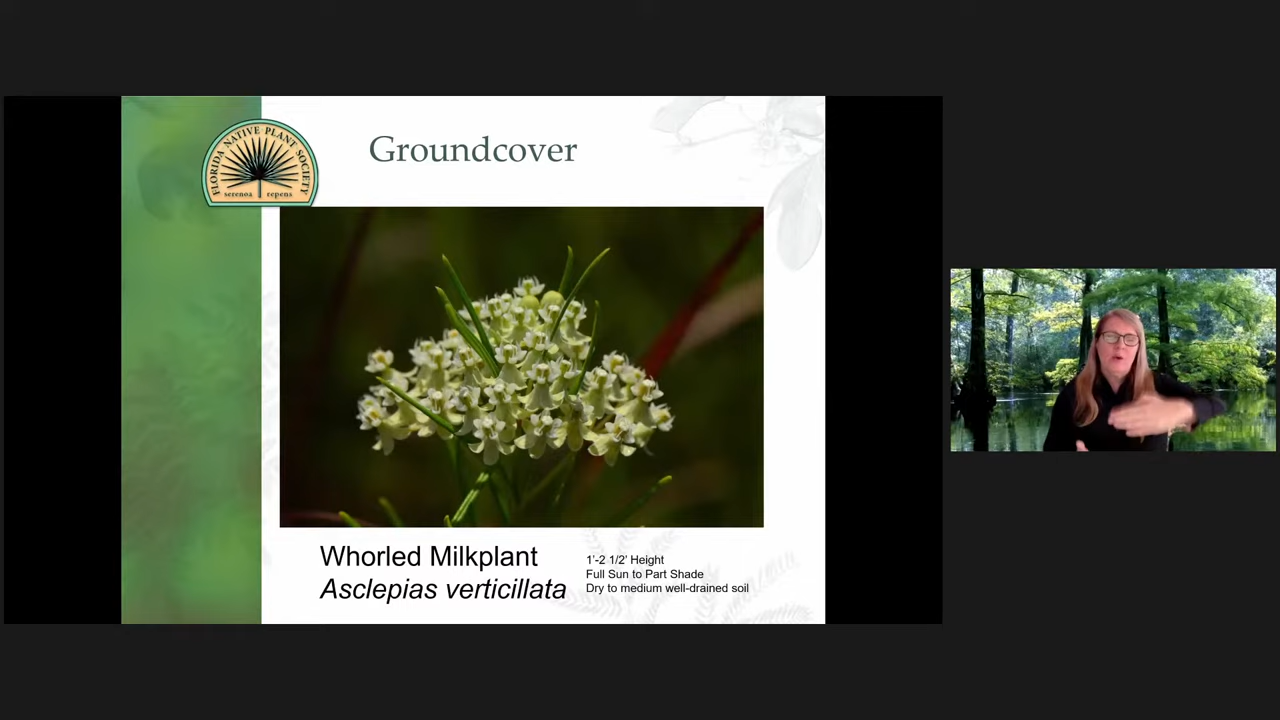 FLORIDA NATIVE PLANT SOCIETY
serenoa repens
Groundcover
Whorled Milkplant
Asclepias verticillata
1'-2 1/2' Height
Full Sun to Part Shade
Dry to medium well-drained soil